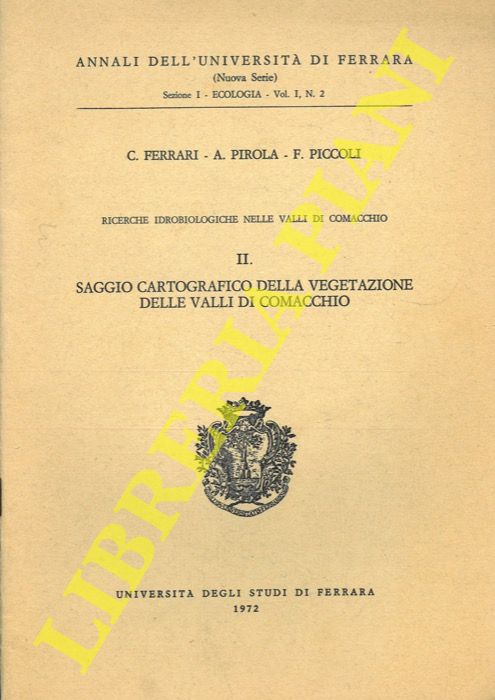 ANNALI DELL'UNIVERSITÀ DI FERRARA
(Nuova Serie)
Sezione I - ECOLOGIA - Vol. I, N. 2
C. FERRARI - A. PIROLA - F. PICCOLI
RICERCHE IDROBIOLOGICHE NELLE VALLI DI COMACCHIO
II.
SAGGIO CARTOGRAFICO DELLA VEGETAZIONE
DELLE VALLI DI COMACCHIO
UNIVERSITÀ DEGLI STUDI DI FERRARA
1972
LIBRERIA PIANI